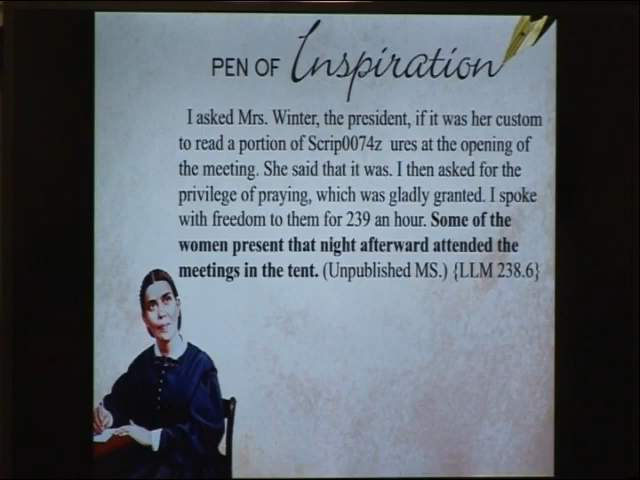 PEN OF Inspiration
I asked Mrs. Winter, the president, if it was her custom
to read a portion of Scrip0074z ures at the opening of
the meeting. She said that it was. I then asked for the
privilege of praying, which was gladly granted. I spoke
with freedom to them for 239 an hour. Some of the
women present that night afterward attended the
meetings in the tent. (Unpublished MS.) {LLM 238.6}